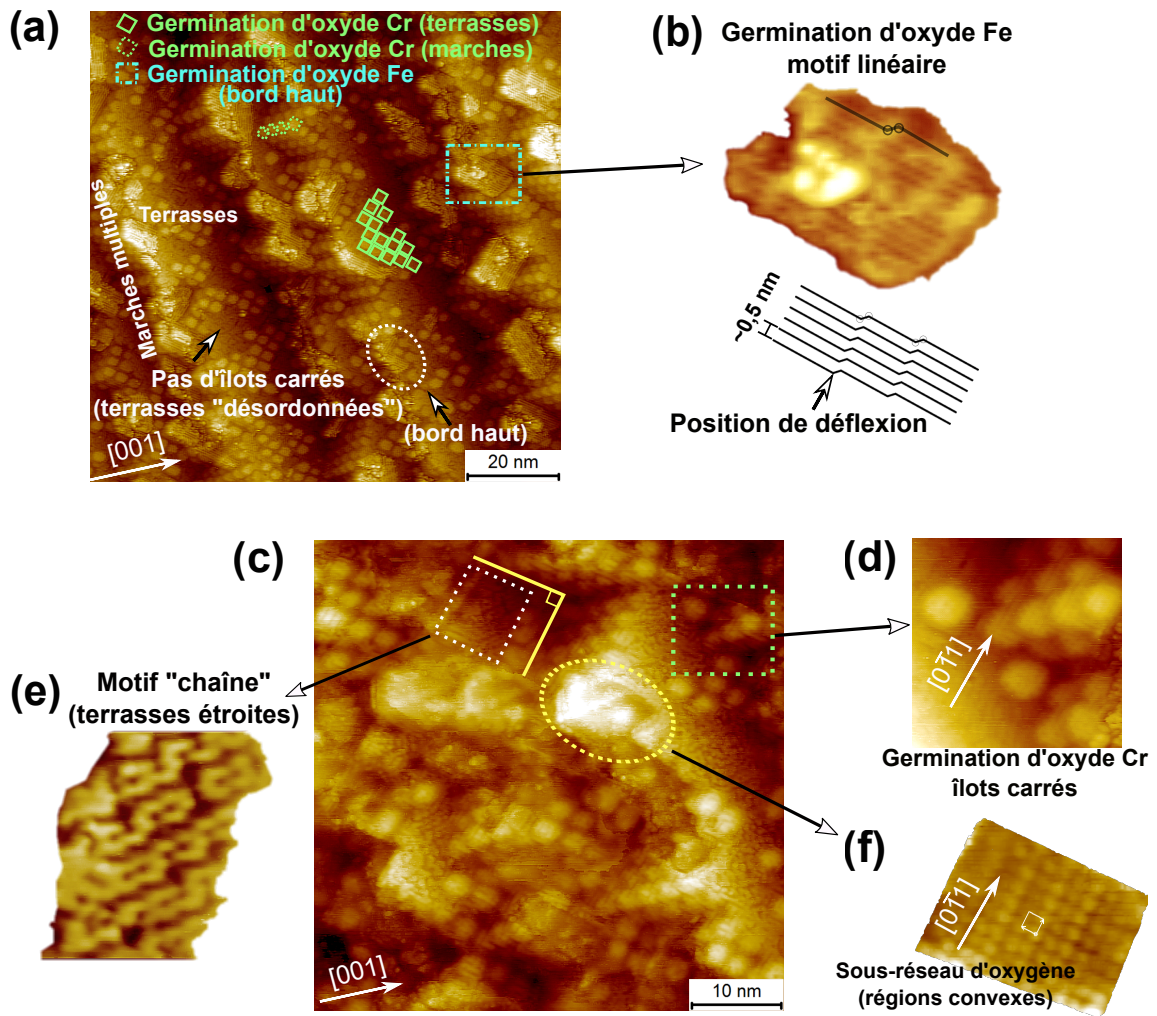 (a)
Germination d'oxyde Cr (terrasses)
Germination d'oxyde Cr (marches)
Germination d'oxyde Fe
(bord haut)
Marches multiples
Terrasses
Pas d'îlots carrés
(terrasses "désordonnées")
(bord haut)
[001]
20 nm
(b)
Germination d'oxyde Fe
motif linéaire
~0,5 nm
Position de déflexion
(c)
[001]
10 nm
(d)
[01̅1]
Germination d'oxyde Cr
îlots carrés
(e)
Motif "chaîne"
(terrasses étroites)
(f)
[01̅1]
Sous-réseau d'oxygène
(régions convexes)